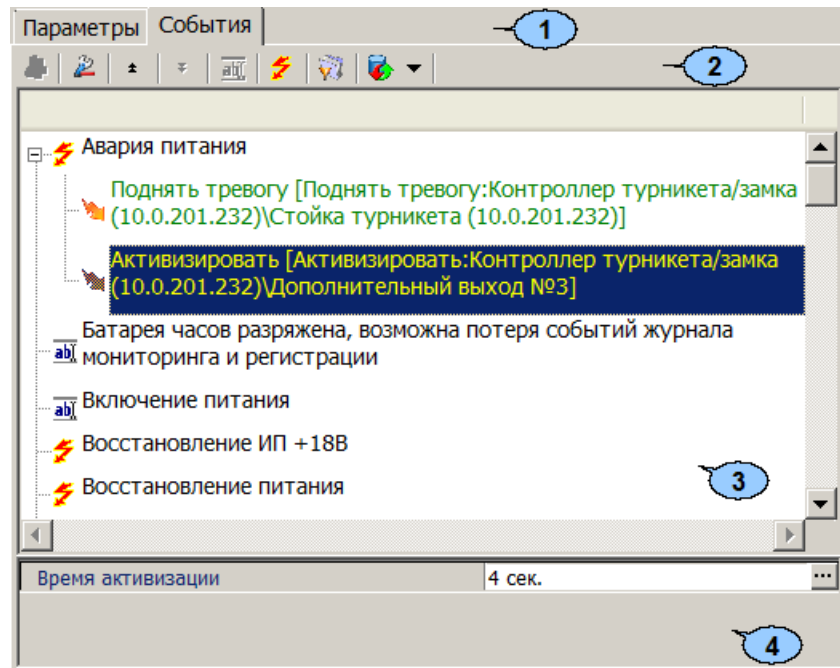 Параметры События
1
abI
2
Авария питания
Поднять тревогу [Поднять тревогу:Контроллер турникета/замка
(10.0.201.232)\Стойка турникета (10.0.201.232)]
Активизировать [Активизировать:Контроллер турникета/замка
(10.0.201.232)\Дополнительный выход №3]
Батарея часов разряжена, возможна потеря событий журнала
abI мониторинга и регистрации
abI Включение питания
Восстановление ИП +18В
Восстановление питания
3
Время активизации 4 сек. ...
4